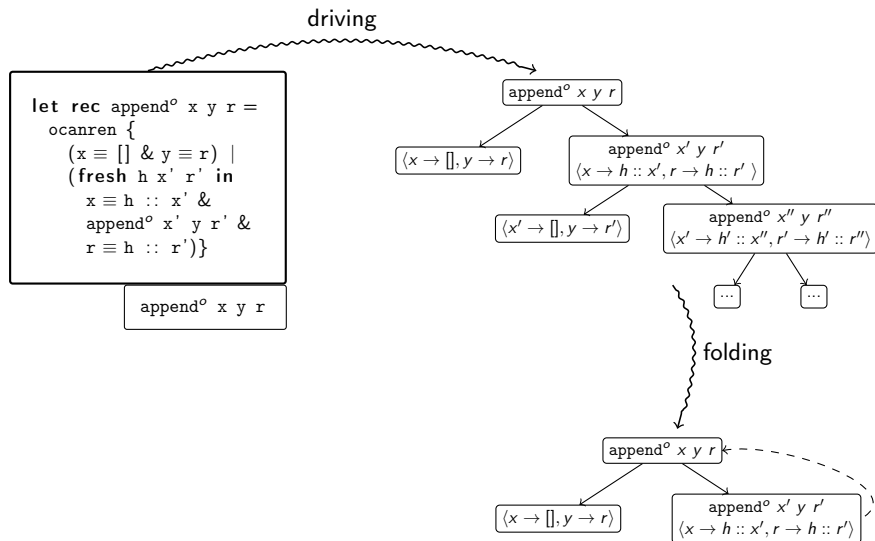 driving
let rec appendᵒ x y r =
ocanren {
(x ≡ [] & y ≡ r) |
(fresh h x' r' in
x ≡ h :: x' &
appendᵒ x' y r' &
r ≡ h :: r')}
appendᵒ x y r
appendᵒ x y r
⟨x → [], y → r⟩
appendᵒ x′ y r′
⟨x → h :: x′, r → h :: r′ ⟩
⟨x′ → [], y → r′⟩
appendᵒ x′′ y r′′
⟨x′ → h′ :: x′′, r′ → h′ :: r′′⟩
...
...
folding
appendᵒ x y r
⟨x → [], y → r⟩
appendᵒ x′ y r′
⟨x → h :: x′, r → h :: r′⟩